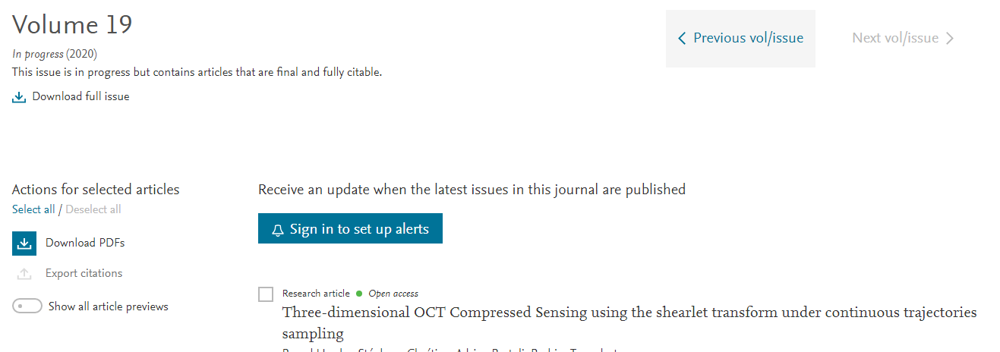 Volume 19
In progress (2020)
This issue is in progress but contains articles that are final and fully citable.
Download full issue
Previous vol/issue
Next vol/issue
Actions for selected articles
Select all / Deselect all
Download PDFs
Export citations
Show all article previews
Receive an update when the latest issues in this journal are published
Sign in to set up alerts
Research article Open access
Three-dimensional OCT Compressed Sensing using the shearlet transform under continuous trajectories
sampling